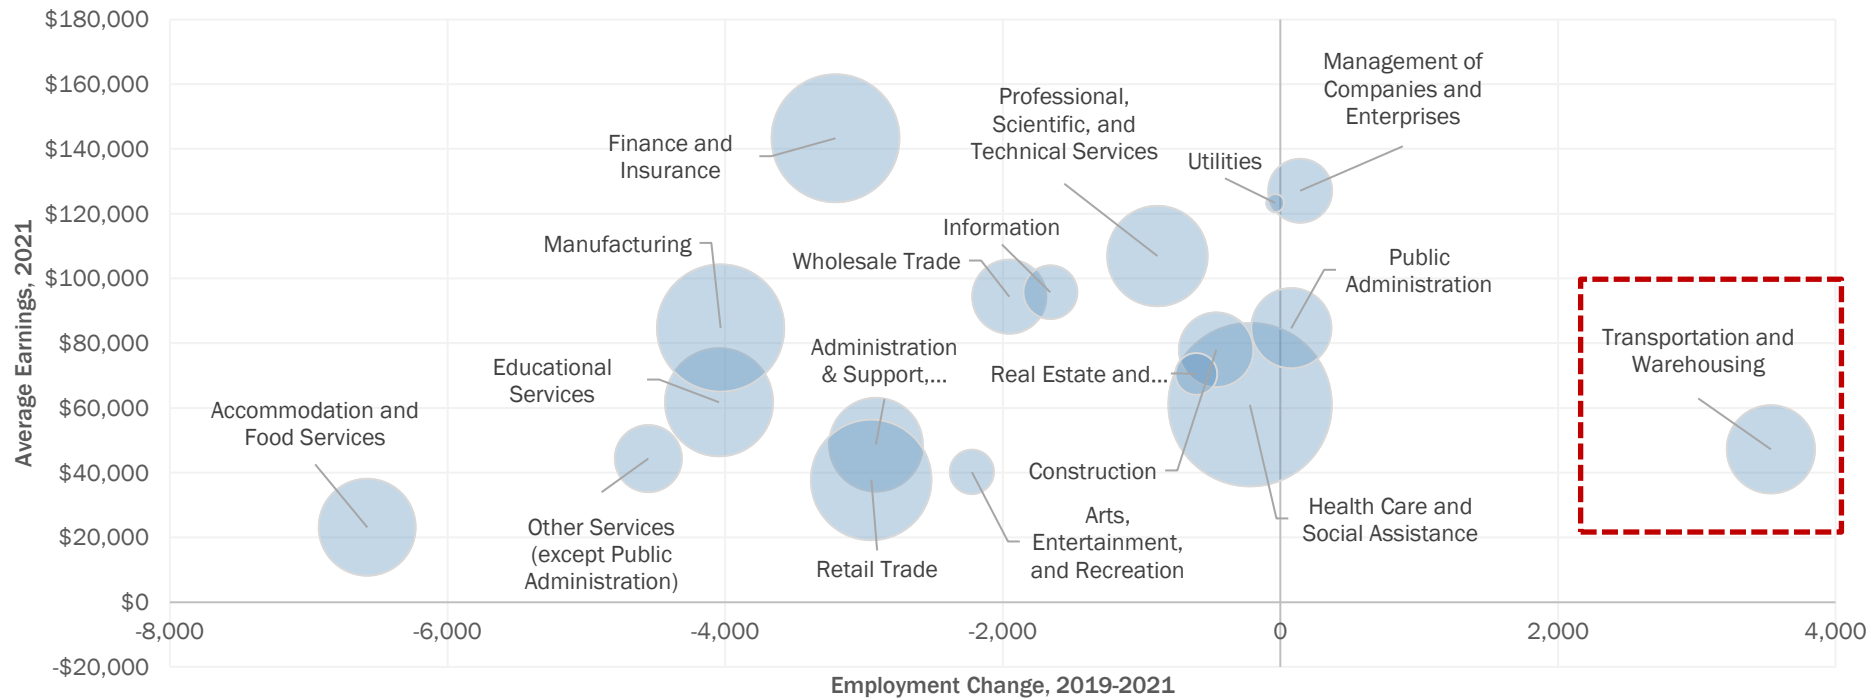 $180,000
$160,000
$140,000
$120,000
$100,000
$80,000
$60,000
$40,000
$20,000
$0
-$20,000
Average Earnings, 2021
-8,000
-6,000
-4,000
-2,000
0
2,000
4,000
Employment Change, 2019-2021
Management of
Companies and
Enterprises
Professional,
Scientific, and
Technical Services
Finance and
Insurance
Utilities
Information
Manufacturing
Wholesale Trade
Public
Administration
Transportation and
Warehousing
Administration
& Support,...
Educational
Services
Real Estate and...
Accommodation and
Food Services
Construction
Health Care and
Social Assistance
Arts,
Entertainment,
and Recreation
Other Services
(except Public
Administration)
Retail Trade